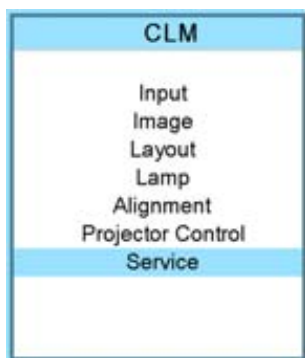 CLM
Input
Image
Layout
Lamp
Alignment
Projector Control
Service